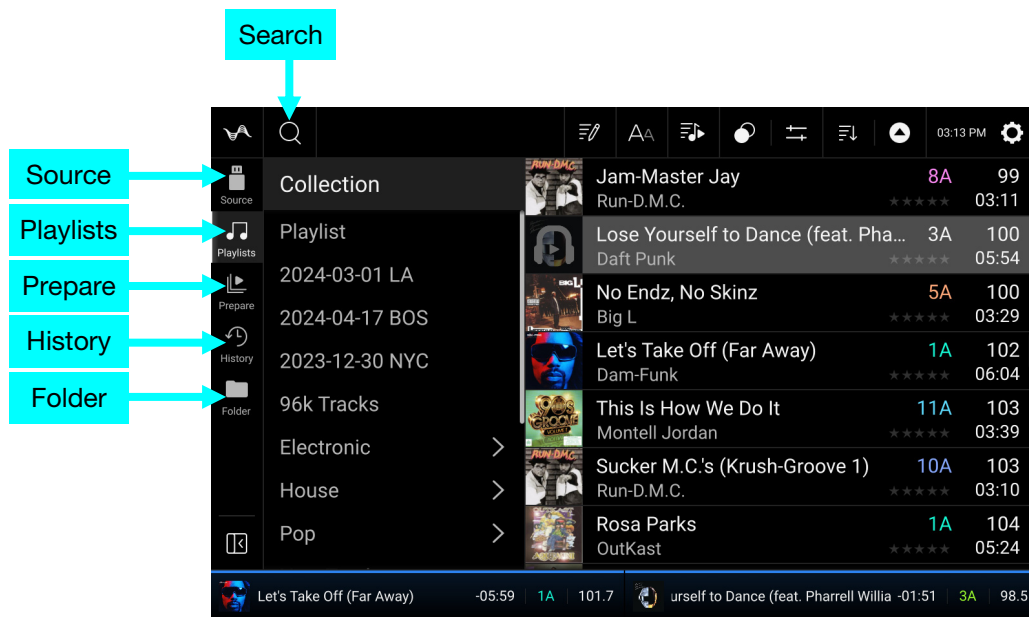 Search
03:13 PM
Source
Playlists
Prepare
History
Folder
Source
Playlists
Prepare
History
Folder
Collection
Playlist
2024-03-01 LA
2024-04-17 BOS
2023-12-30 NYC
96k Tracks
Electronic
House
Pop
Jam-Master Jay 8A 99
Run-D.M.C. ★★★★★ 03:11
Lose Yourself to Dance (feat. Pha... 3A 100
Daft Punk ★★★★★ 05:54
No Endz, No Skinz 5A 100
Big L ★★★★★ 03:29
Let's Take Off (Far Away) 1A 102
Dam-Funk ★★★★★ 06:04
This Is How We Do It 11A 103
Montell Jordan ★★★★★ 03:39
Sucker M.C.'s (Krush-Groove 1) 10A 103
Run-D.M.C. ★★★★★ 03:10
Rosa Parks 1A 104
OutKast ★★★★★ 05:24
Let's Take Off (Far Away) -05:59 1A 101.7
urself to Dance (feat. Pharrell Willia -01:51 3A 98.5